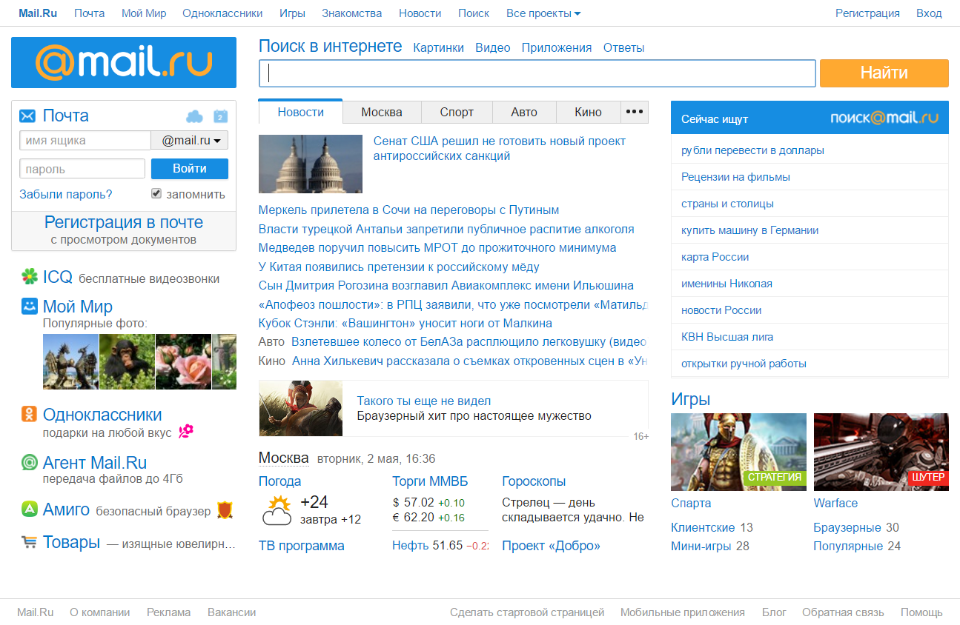 Mail.Ru Почта Мой Мир Одноклассники Игры Знакомства Новости Поиск Все проекты Регистрация Вход
@mail.ru
Поиск в интернете Картинки Видео Приложения Ответы
Найти
Почта 2
имя ящика @mail.ru
пароль Войти
Забыли пароль? запомнить
Регистрация в почте
с просмотром документов
ICQ бесплатные видеозвонки
Мой Мир
Популярные фото:
Одноклассники
подарки на любой вкус
Агент Mail.Ru
передача файлов до 4Гб
Амиго безопасный браузер
Товары — изящные ювелирн...
Новости Москва Спорт Авто Кино •••
Сенат США решил не готовить новый проект
антироссийских санкций
Меркель прилетела в Сочи на переговоры с Путиным
Власти турецкой Антальи запретили публичное распитие алкоголя
Медведев поручил повысить МРОТ до прожиточного минимума
У Китая появились претензии к российскому мёду
Сын Дмитрия Рогозина возглавил Авиакомплекс имени Ильюшина
«Апофеоз пошлости»: в РПЦ заявили, что уже посмотрели «Матильд
Кубок Стэнли: «Вашингтон» уносит ноги от Малкина
Авто Взлетевшее колесо от БелАЗа расплющило легковушку (видео
Кино Анна Хилькевич рассказала о съемках откровенных сцен в «Ун
Такого ты еще не видел
Браузерный хит про настоящее мужество
16+
Москва вторник, 2 мая, 16:36
Погода Торги ММВБ Гороскопы
+24 $ 57.02 +0.10 Стрелец — день
завтра +12 € 62.20 +0.16 складывается удачно. Не
ТВ программа Нефть 51.65 −0.22 Проект «Добро»
Сейчас ищут поиск@mail.ru
рубли перевести в доллары
Рецензии на фильмы
страны и столицы
купить машину в Германии
карта России
именины Николая
новости России
КВН Высшая лига
открытки ручной работы
Игры
СТРАТЕГИЯ ШУТЕР
Спарта Warface
Клиентские 13 Браузерные 30
Мини-игры 28 Популярные 24
Mail.Ru О компании Реклама Вакансии Сделать стартовой страницей Мобильные приложения Блог Обратная связь Помощь